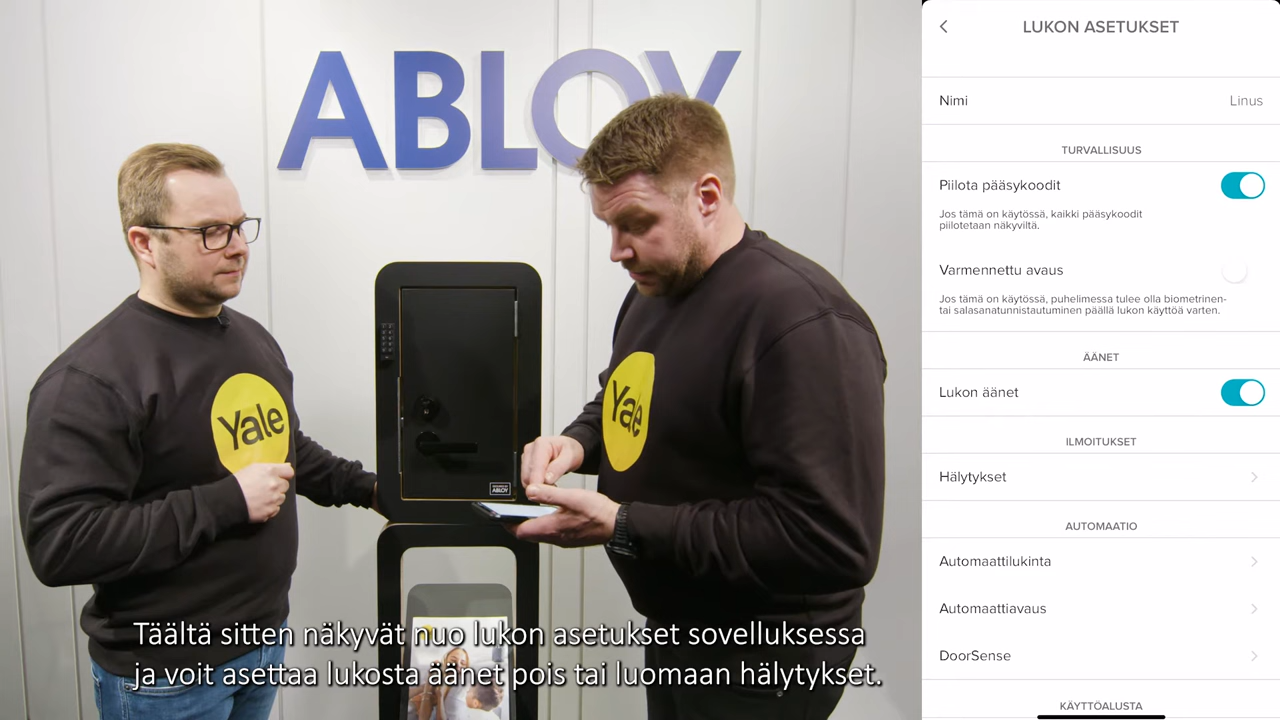 ABLOY
Yale
Yale
ABLOY
Täältä sitten näkyvät nuo lukon asetukset sovelluksessa
ja voit asettaa lukosta äänet pois tai luomaan hälytykset.
LUKON ASETUKSET
Nimi
Linus
TURVALLISUUS
Piilota pääsykoodit
Jos tämä on käytössä, kaikki pääsykoodit
piilotetaan näkyviltä.
Varmennettu avaus
Jos tämä on käytössä, puhelimessa tulee olla biometrinen-
tai salasanatunnistautuminen päällä lukon käyttöä varten.
ÄÄNET
Lukon äänet
ILMOITUKSET
Hälytykset
AUTOMAATIO
Automaattilukinta
Automaattiavaus
DoorSense
KÄYTTÖALUSTA